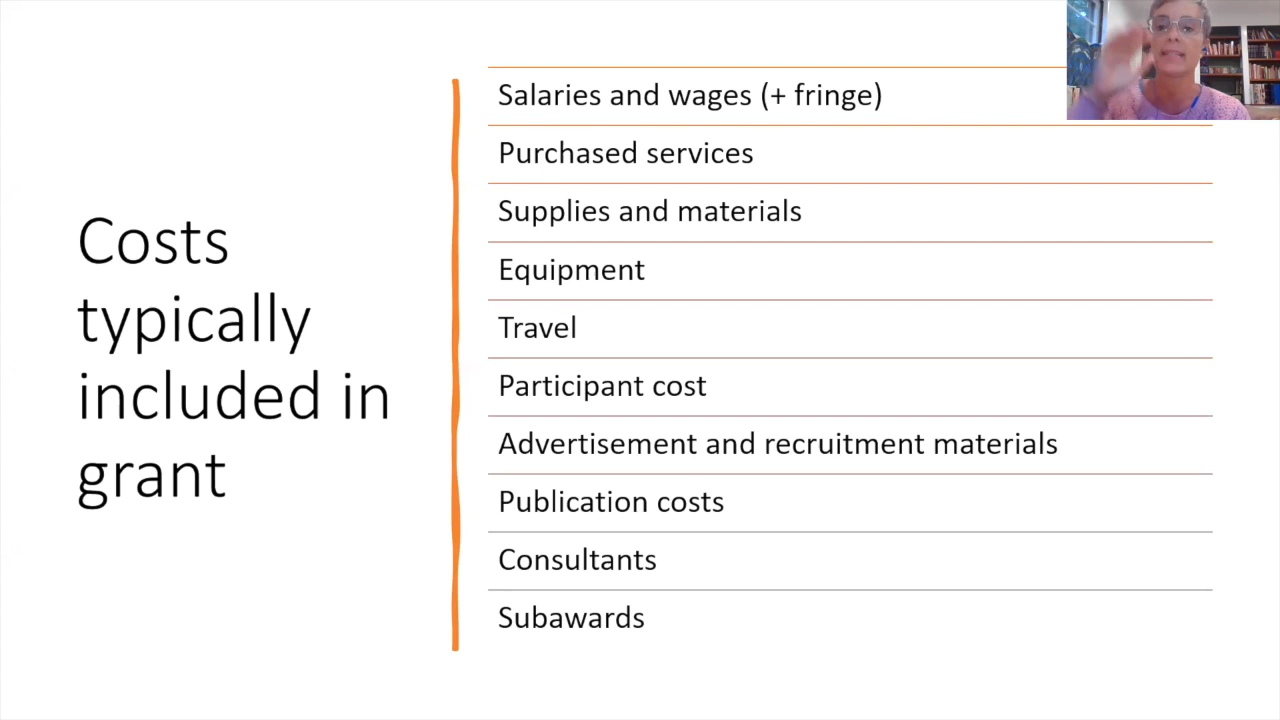 Costs
typically
included in
grant
Salaries and wages (+ fringe)
Purchased services
Supplies and materials
Equipment
Travel
Participant cost
Advertisement and recruitment materials
Publication costs
Consultants
Subawards